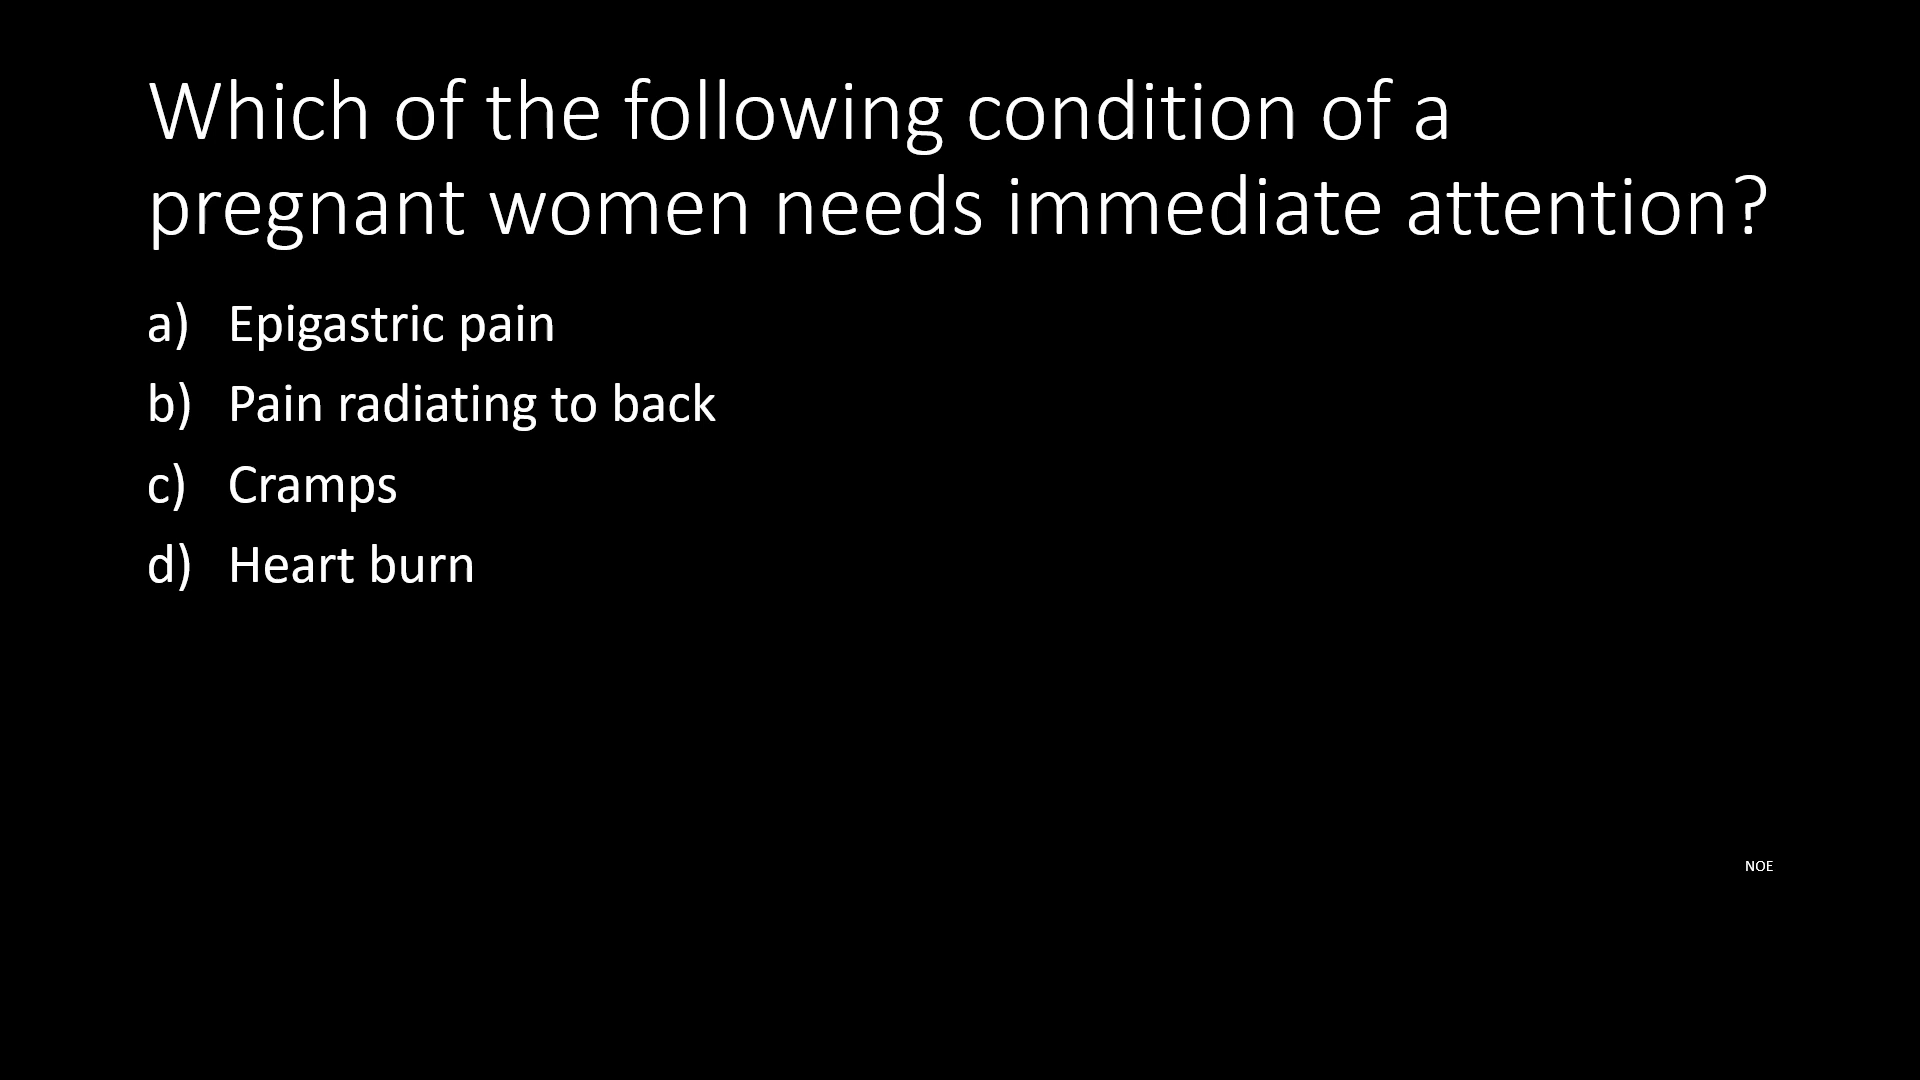 Which of the following condition of a
pregnant women needs immediate attention?
a) Epigastric pain
b) Pain radiating to back
c) Cramps
d) Heart burn
NOE